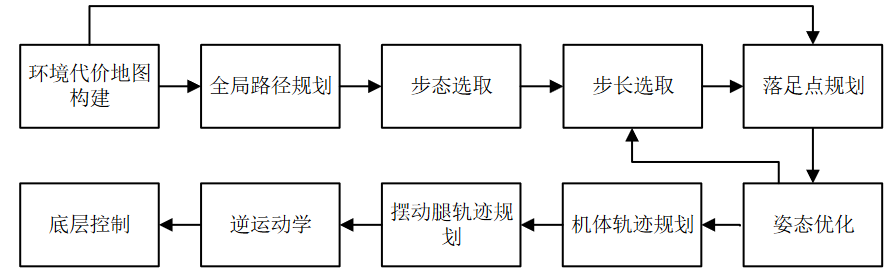 环境代价地图
构建
全局路径规划
步态选取
步长选取
落足点规划
底层控制
逆运动学
摆动腿轨迹规
划
机体轨迹规划
姿态优化